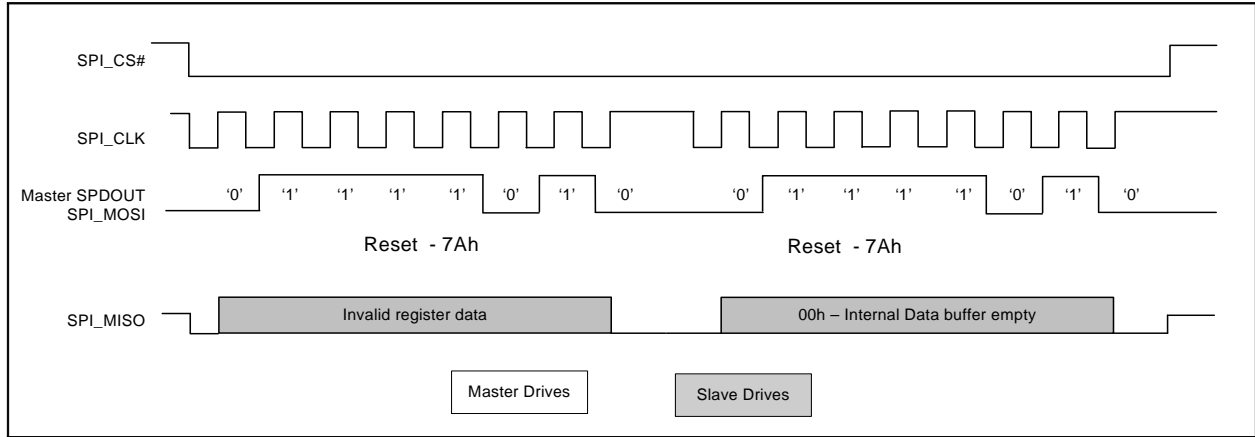 SPI_CS#
SPI_CLK
Master SPDOUT
SPI_MOSI
‘0’ ‘1’ ‘1’ ‘1’ ‘1’ ‘0’ ‘1’ ‘0’ ‘0’ ‘1’ ‘1’ ‘1’ ‘1’ ‘0’ ‘1’ ‘0’
Reset - 7Ah Reset - 7Ah
SPI_MISO
Invalid register data 00h – Internal Data buffer empty
Master Drives Slave Drives